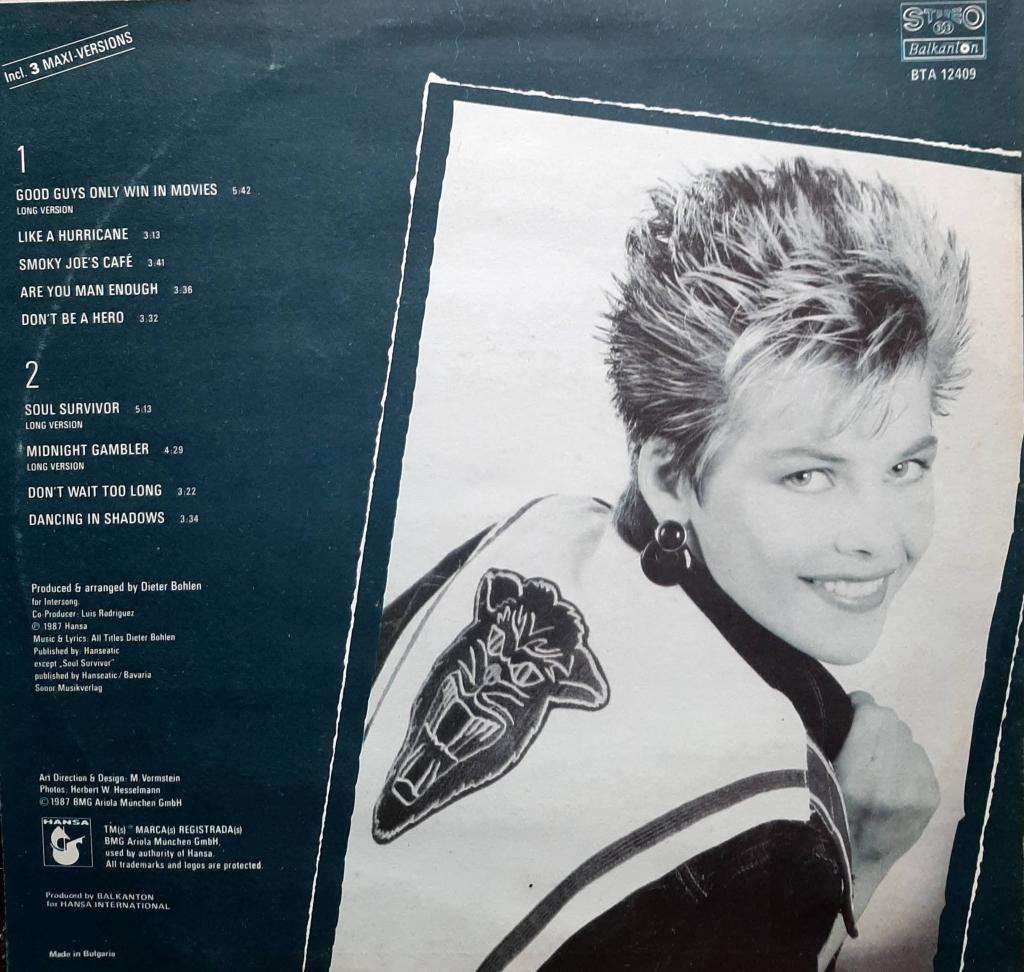 Incl. 3 MAXI-VERSIONS
STEREO
33
Balkanton
BTA 12409
1
GOOD GUYS ONLY WIN IN MOVIES 5:42
LONG VERSION
LIKE A HURRICANE 3:13
SMOKY JOE'S CAFÉ 3:41
ARE YOU MAN ENOUGH 3:36
DON'T BE A HERO 3:32
2
SOUL SURVIVOR 5:13
LONG VERSION
MIDNIGHT GAMBLER 4:29
LONG VERSION
DON'T WAIT TOO LONG 3:22
DANCING IN SHADOWS 3:34
Produced & arranged by Dieter Bohlen
for Intersong.
Co-Producer: Luis Rodriguez
℗ 1987 Hansa
Music & Lyrics: All Titles Dieter Bohlen
Published by: Hanseatic
except „Soul Survivor"
published by Hanseatic/Bavaria
Sonor Musikverlag
Art Direction & Design: M. Vormstein
Photos: Herbert W. Hesselmann
© 1987 BMG Ariola München GmbH
HANSA
TM(s) ® MARCA(s) REGISTRADA(s)
BMG Ariola München GmbH,
used by authority of Hansa.
All trademarks and logos are protected.
Produced by BALKANTON
for HANSA INTERNATIONAL
Made in Bulgaria